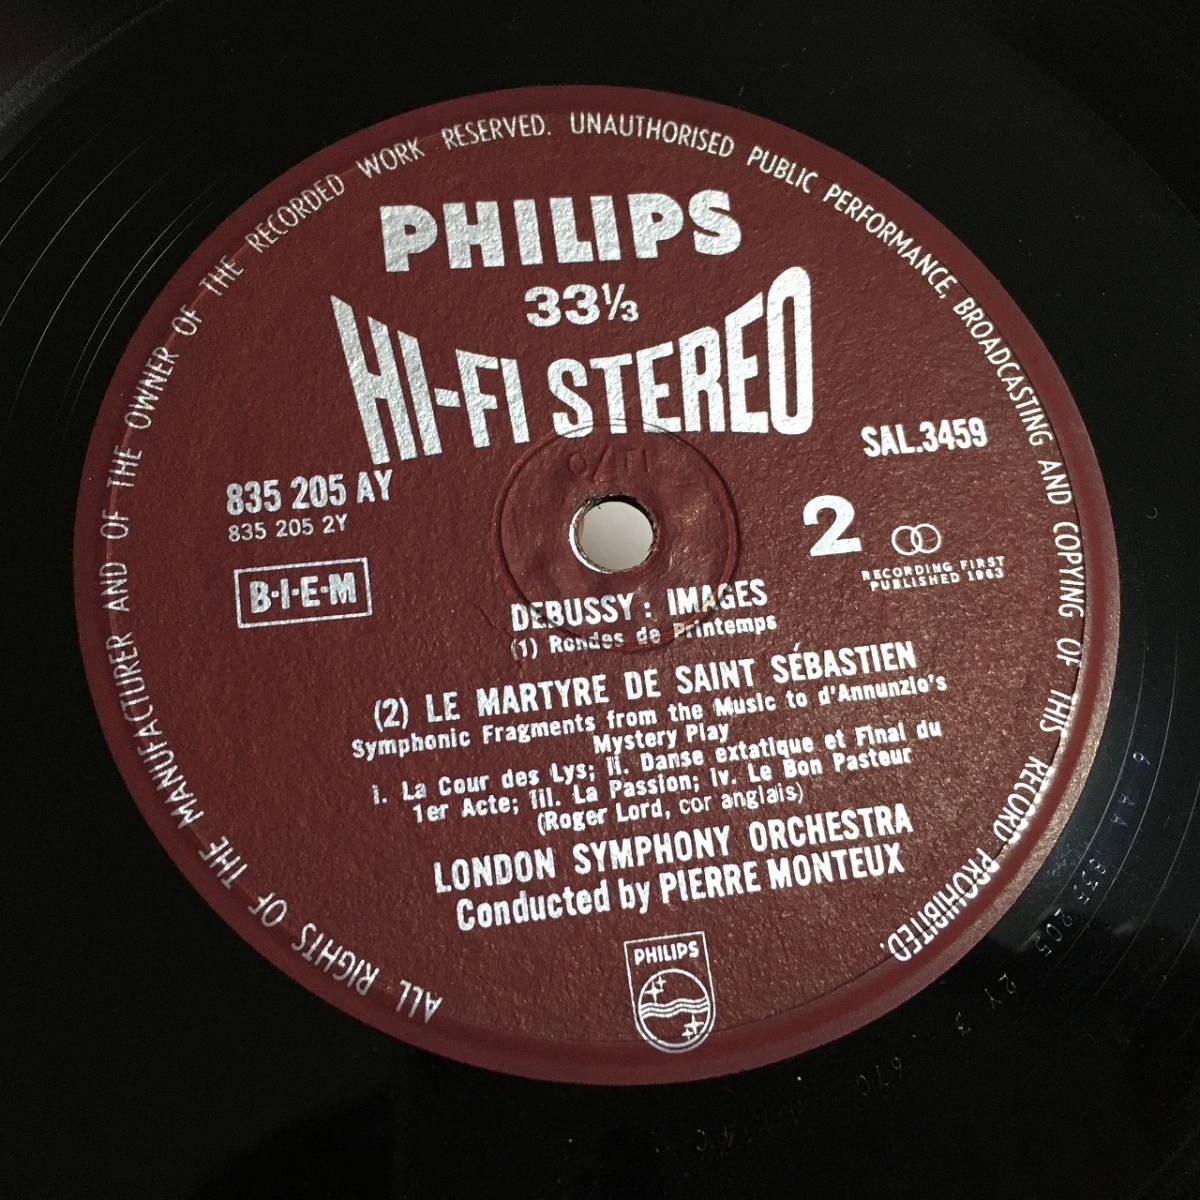 ALL RIGHTS OF THE MANUFACTURER AND OF THE OWNER OF THE RECORDED WORK RESERVED. UNAUTHORISED PUBLIC PERFORMANCE, BROADCASTING AND COPYING OF THIS RECORD PROHIBITED.
PHILIPS
33⅓
HI-FI STEREO
SAL.3459
835 205 AY
835 205 2Y
B·I·E·M
2
RECORDING FIRST
PUBLISHED 1963
DEBUSSY : IMAGES
(1) Rondes de Printemps
(2) LE MARTYRE DE SAINT SÉBASTIEN
Symphonic Fragments from the Music to d'Annunzio's
Mystery Play
i. La Cour des Lys; ii. Danse extatique et Final du
1er Acte; iii. La Passion; iv. Le Bon Pasteur
(Roger Lord, cor anglais)
LONDON SYMPHONY ORCHESTRA
Conducted by PIERRE MONTEUX
PHILIPS
835 205 2Y 3 670